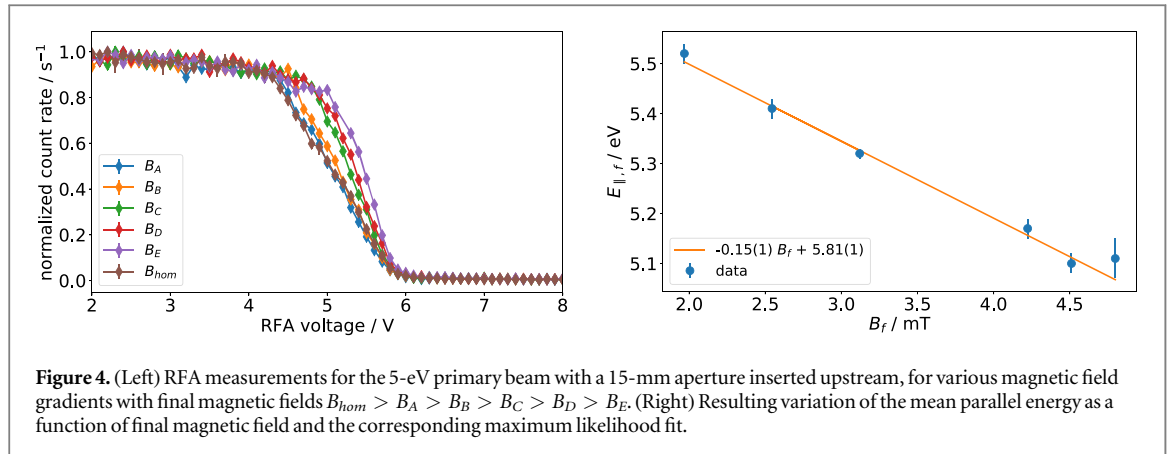 normalized count rate / s⁻¹
1.0
0.8
0.6
0.4
0.2
0.0
B_A
B_B
B_C
B_D
B_E
B_hom
2 3 4 5 6 7 8
RFA voltage / V
E_∥,f / eV
5.5
5.4
5.3
5.2
5.1
-0.15(1) B_f + 5.81(1)
data
2.0 2.5 3.0 3.5 4.0 4.5
B_f / mT
Figure 4. (Left) RFA measurements for the 5-eV primary beam with a 15-mm aperture inserted upstream, for various magnetic field
gradients with final magnetic fields B_hom > B_A > B_B > B_C > B_D > B_E. (Right) Resulting variation of the mean parallel energy as a
function of final magnetic field and the corresponding maximum likelihood fit.